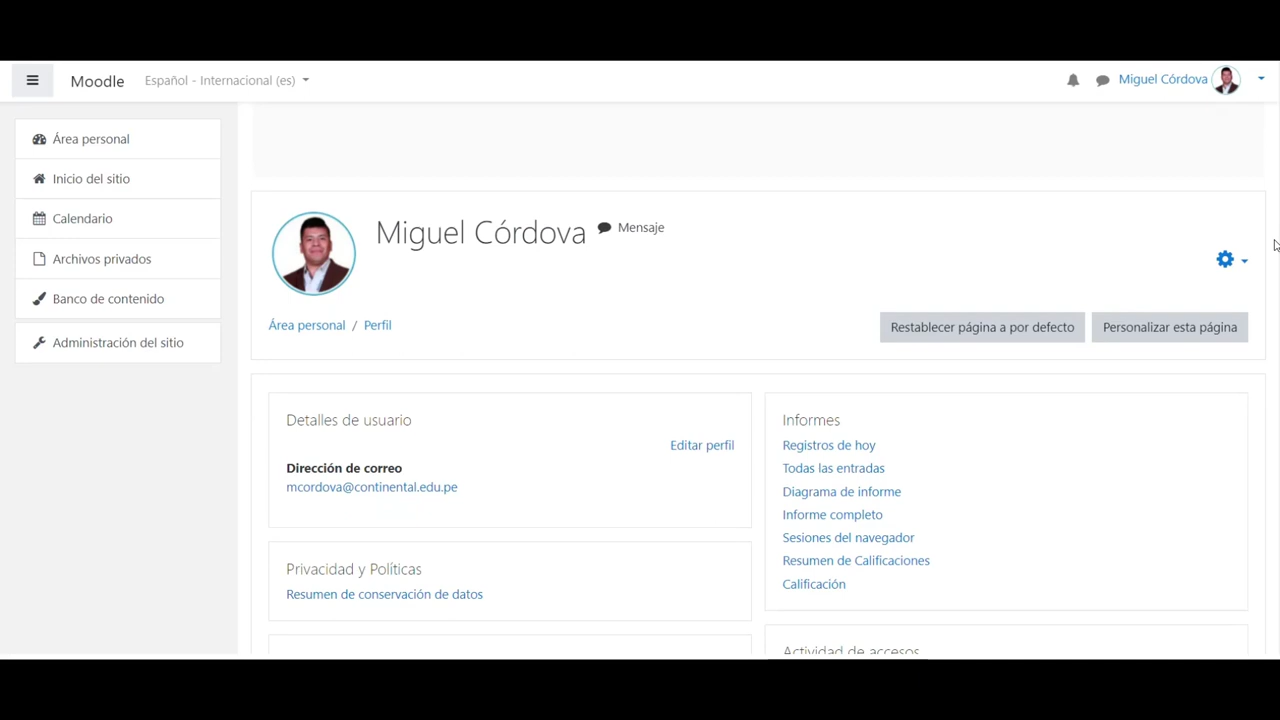 Moodle
Español - Internacional (es)
Miguel Córdova
Área personal
Inicio del sitio
Calendario
Archivos privados
Banco de contenido
Administración del sitio
Miguel Córdova
Mensaje
Área personal / Perfil
Restablecer página a por defecto
Personalizar esta página
Detalles de usuario
Editar perfil
Dirección de correo
mcordova@continental.edu.pe
Privacidad y Políticas
Resumen de conservación de datos
Informes
Registros de hoy
Todas las entradas
Diagrama de informe
Informe completo
Sesiones del navegador
Resumen de Calificaciones
Calificación
Actividad de accesos